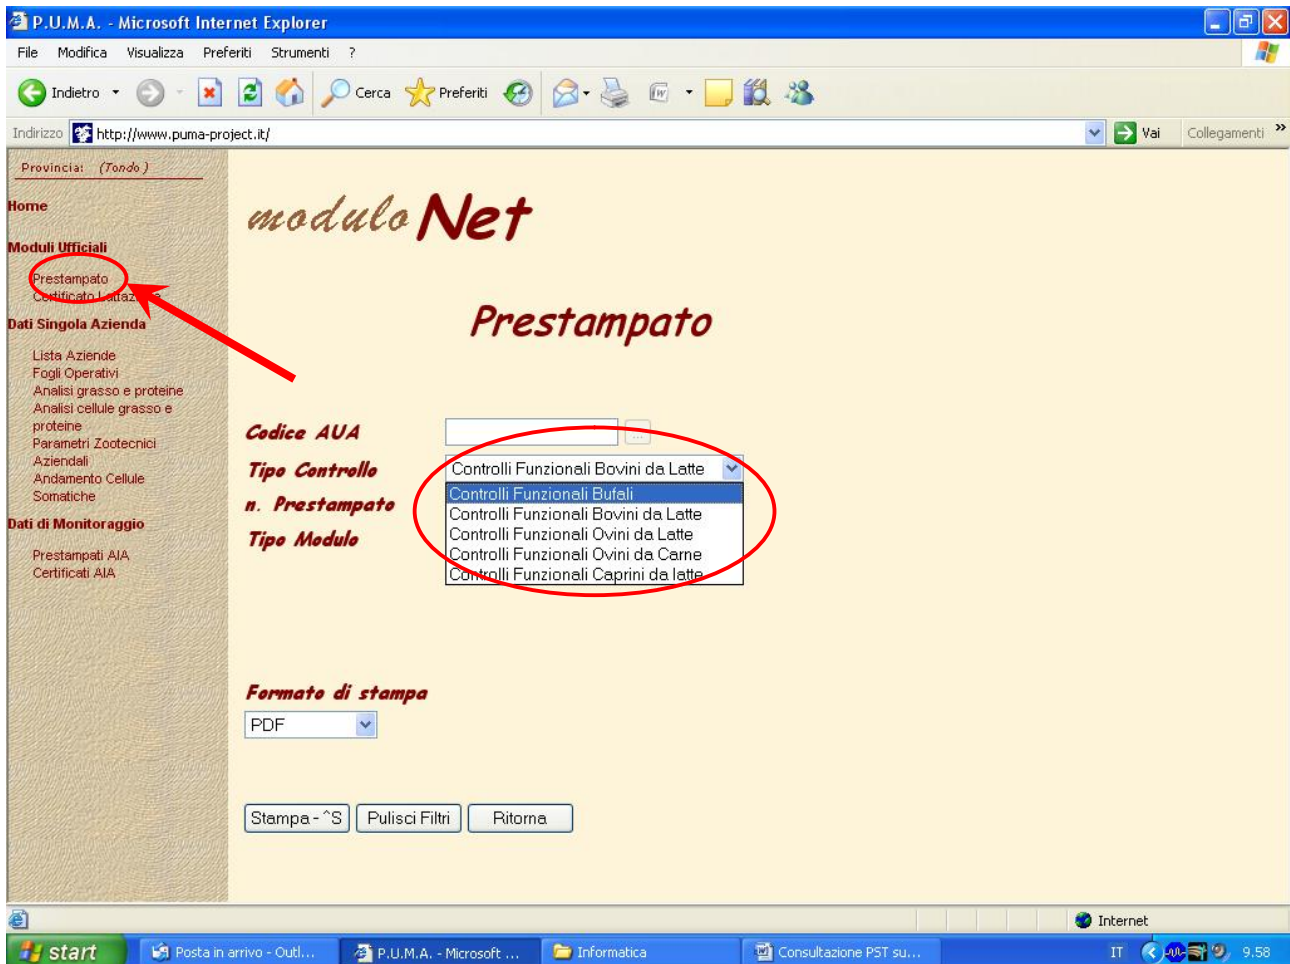 P.U.M.A. - Microsoft Internet Explorer
File Modifica Visualizza Preferiti Strumenti ?
Indietro Cerca Preferiti
Indirizzo http://www.puma-project.it/ Vai Collegamenti »
Provincia: (Tondo )
Home
Moduli Ufficiali
Prestampato
Certificato Lattazione
Dati Singola Azienda
Lista Aziende
Fogli Operativi
Analisi grasso e proteine
Analisi cellule grasso e
proteine
Parametri Zootecnici
Aziendali
Andamento Cellule
Somatiche
Dati di Monitoraggio
Prestampati AIA
Certificati AIA
modulo Net
Prestampato
Codice AUA ...
Tipo Controllo Controlli Funzionali Bovini da Latte
n. Prestampato
Tipo Modulo
Controlli Funzionali Bufali
Controlli Funzionali Bovini da Latte
Controlli Funzionali Ovini da Latte
Controlli Funzionali Ovini da Carne
Controlli Funzionali Caprini da latte
Formato di stampa
PDF
Stampa - ^S Pulisci Filtri Ritorna
Internet
start Posta in arrivo - Outl... P.U.M.A. - Microsoft ... Informatica Consultazione PST su... IT 9.58